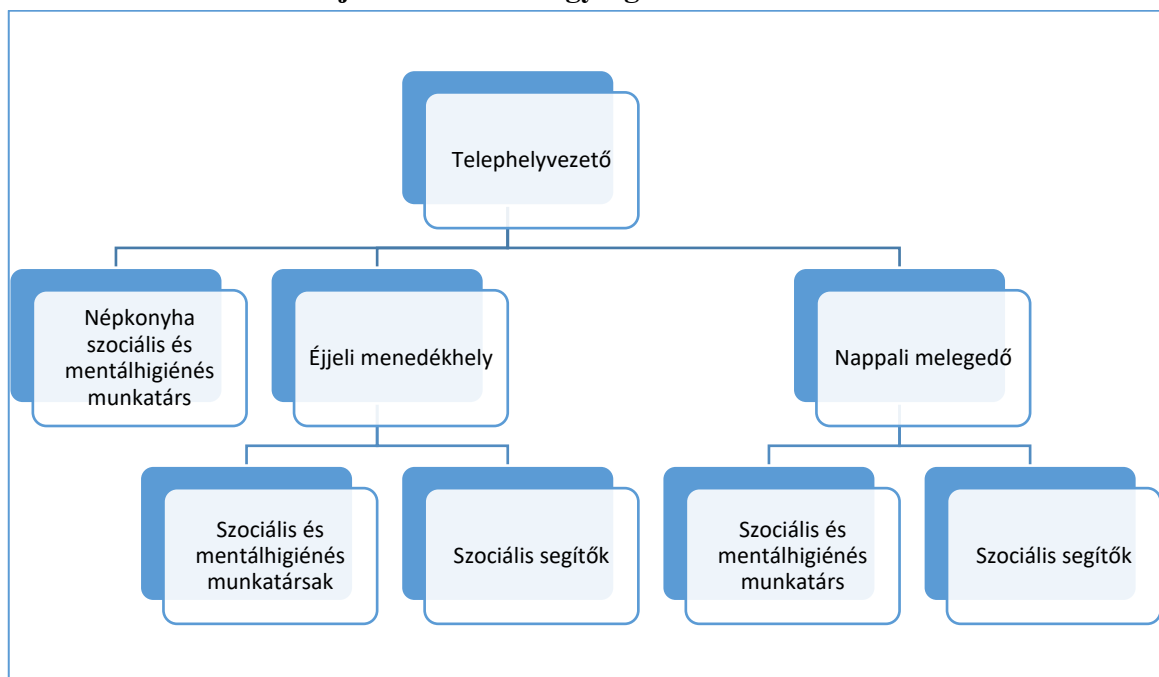 Telephelyvezető
Népkonyha
szociális és
mentálhigiénés
munkatárs
Éjjeli menedékhely
Nappali melegedő
Szociális és
mentálhigiénés
munkatársak
Szociális segítők
Szociális és
mentálhigiénés
munkatárs
Szociális segítők